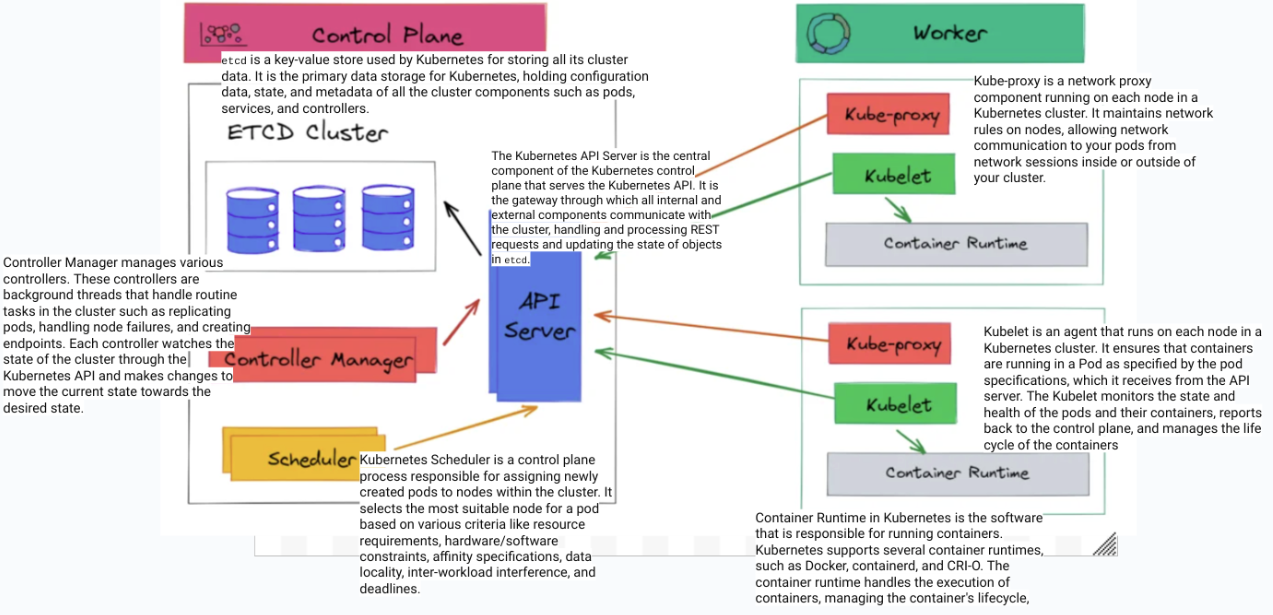 Control Plane
etcd is a key-value store used by Kubernetes for storing all its cluster
data. It is the primary data storage for Kubernetes, holding configuration
data, state, and metadata of all the cluster components such as pods,
services, and controllers.
ETCD Cluster
The Kubernetes API Server is the central
component of the Kubernetes control
plane that serves the Kubernetes API. It is
the gateway through which all internal and
external components communicate with
the cluster, handling and processing REST
requests and updating the state of objects
in etcd.
API
Server
Controller Manager manages various
controllers. These controllers are
background threads that handle routine
tasks in the cluster such as replicating
pods, handling node failures, and creating
endpoints. Each controller watches the
state of the cluster through the
Kubernetes API and makes changes to
move the current state towards the
desired state.
Controller Manager
Scheduler
Kubernetes Scheduler is a control plane
process responsible for assigning newly
created pods to nodes within the cluster. It
selects the most suitable node for a pod
based on various criteria like resource
requirements, hardware/software
constraints, affinity specifications, data
locality, inter-workload interference, and
deadlines.
Worker
Kube-proxy
Kube-proxy is a network proxy
component running on each node in a
Kubernetes cluster. It maintains network
rules on nodes, allowing network
communication to your pods from
network sessions inside or outside of
your cluster.
Kubelet
Container Runtime
Kube-proxy
Kubelet is an agent that runs on each node in a
Kubernetes cluster. It ensures that containers
are running in a Pod as specified by the pod
specifications, which it receives from the API
server. The Kubelet monitors the state and
health of the pods and their containers, reports
back to the control plane, and manages the life
cycle of the containers
Kubelet
Container Runtime
Container Runtime in Kubernetes is the software
that is responsible for running containers.
Kubernetes supports several container runtimes,
such as Docker, containerd, and CRI-O. The
container runtime handles the execution of
containers, managing the container's lifecycle,